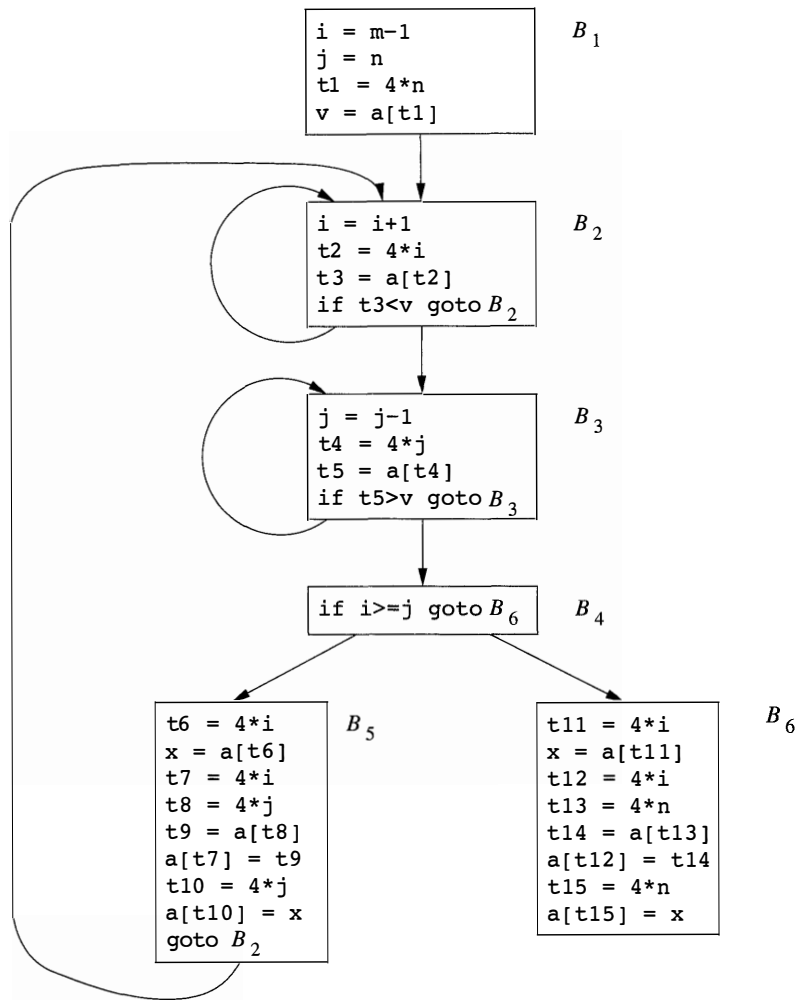 i = m-1
j = n
t1 = 4*n
v = a[t1]
B1
i = i+1
t2 = 4*i
t3 = a[t2]
if t3<v goto B2
B2
j = j-1
t4 = 4*j
t5 = a[t4]
if t5>v goto B3
B3
if i>=j goto B6
B4
t6 = 4*i
x = a[t6]
t7 = 4*i
t8 = 4*j
t9 = a[t8]
a[t7] = t9
t10 = 4*j
a[t10] = x
goto B2
B5
t11 = 4*i
x = a[t11]
t12 = 4*i
t13 = 4*n
t14 = a[t13]
a[t12] = t14
t15 = 4*n
a[t15] = x
B6